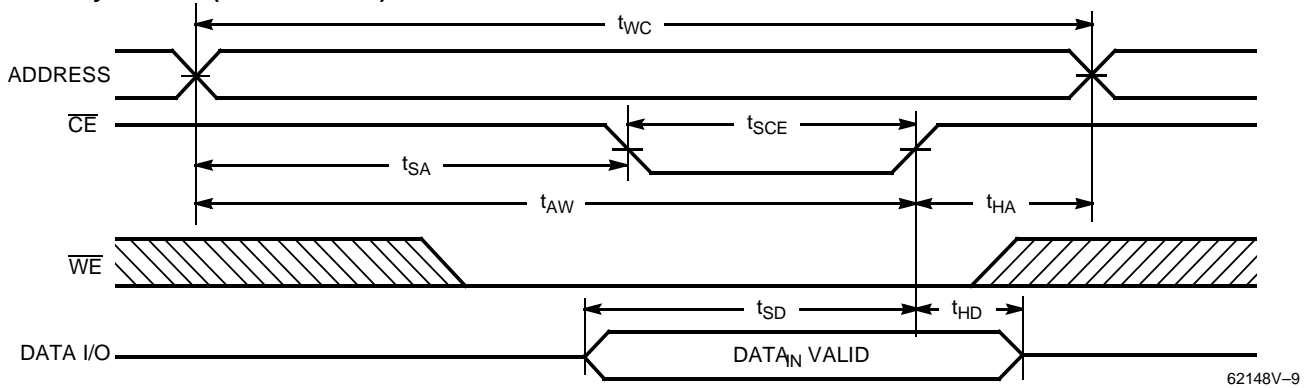 tWC
ADDRESS
CE
tSCE
tSA
tAW
tHA
WE
tSD
tHD
DATA I/O
DATAIN VALID
62148V–9